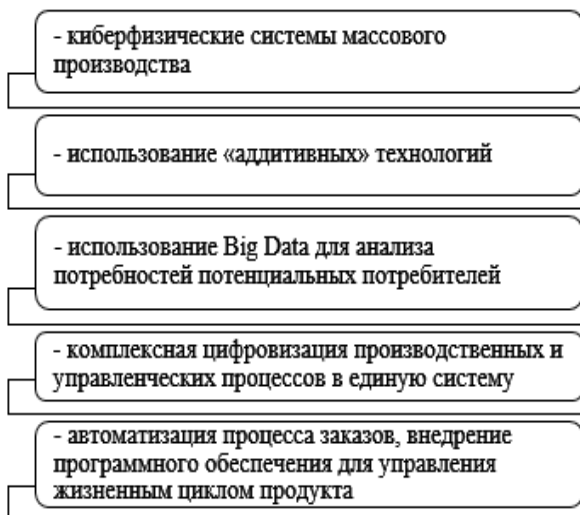 - киберфизические системы массового
производства
- использование «аддитивных» технологий
- использование Big Data для анализа
потребностей потенциальных потребителей
- комплексная цифровизация производственных и
управленческих процессов в единую систему
- автоматизация процесса заказов, внедрение
программного обеспечения для управления
жизненным циклом продукта